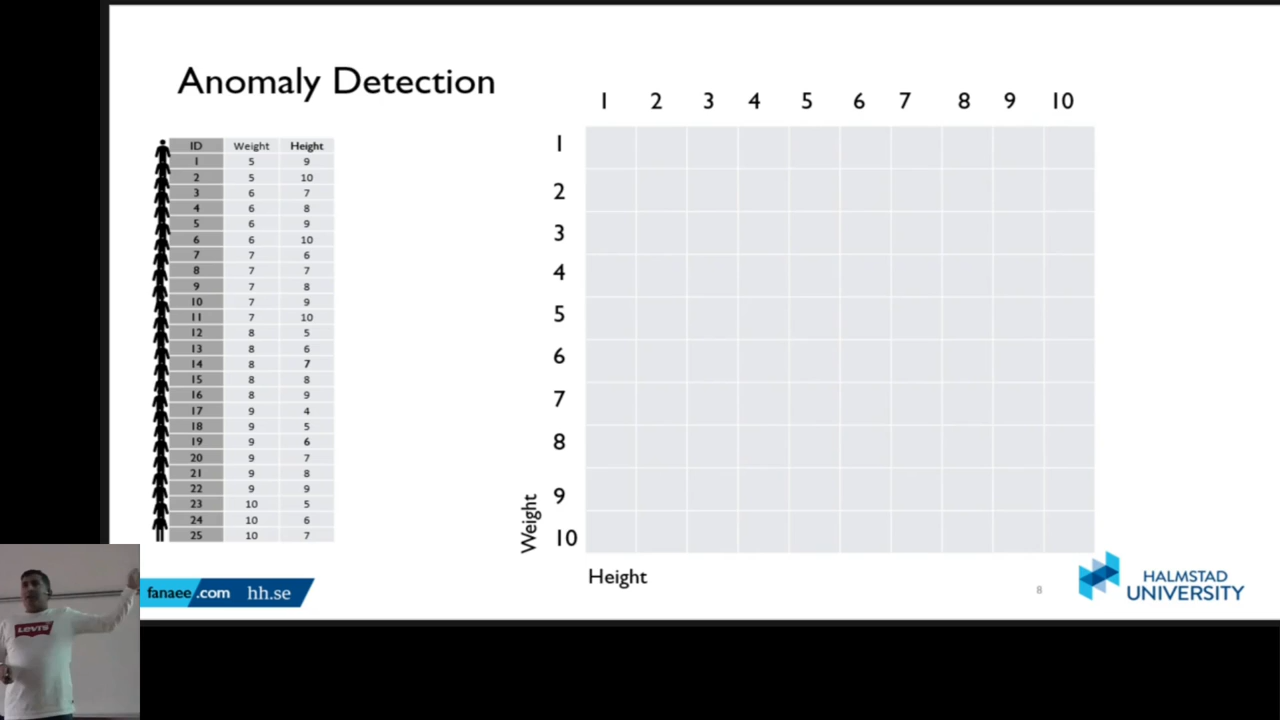 Anomaly Detection
ID Weight Height
1 5 9
2 5 10
3 6 7
4 6 8
5 6 9
6 6 10
7 7 6
8 7 7
9 7 8
10 7 9
11 7 10
12 8 5
13 8 6
14 8 7
15 8 8
16 8 9
17 9 4
18 9 5
19 9 6
20 9 7
21 9 8
22 9 9
23 10 5
24 10 6
25 10 7
1 2 3 4 5 6 7 8 9 10
1
2
3
4
5
6
7
8
9
10
Weight
Height
fanaee.com hh.se
8
HALMSTAD
UNIVERSITY
LEVI'S